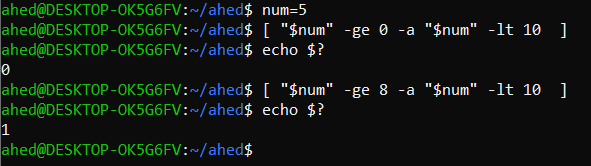 ahed@DESKTOP-OK5G6FV:~/ahed$ num=5
ahed@DESKTOP-OK5G6FV:~/ahed$ [ "$num" -ge 0 -a "$num" -lt 10  ]
ahed@DESKTOP-OK5G6FV:~/ahed$ echo $?
0
ahed@DESKTOP-OK5G6FV:~/ahed$ [ "$num" -ge 8 -a "$num" -lt 10  ]
ahed@DESKTOP-OK5G6FV:~/ahed$ echo $?
1
ahed@DESKTOP-OK5G6FV:~/ahed$